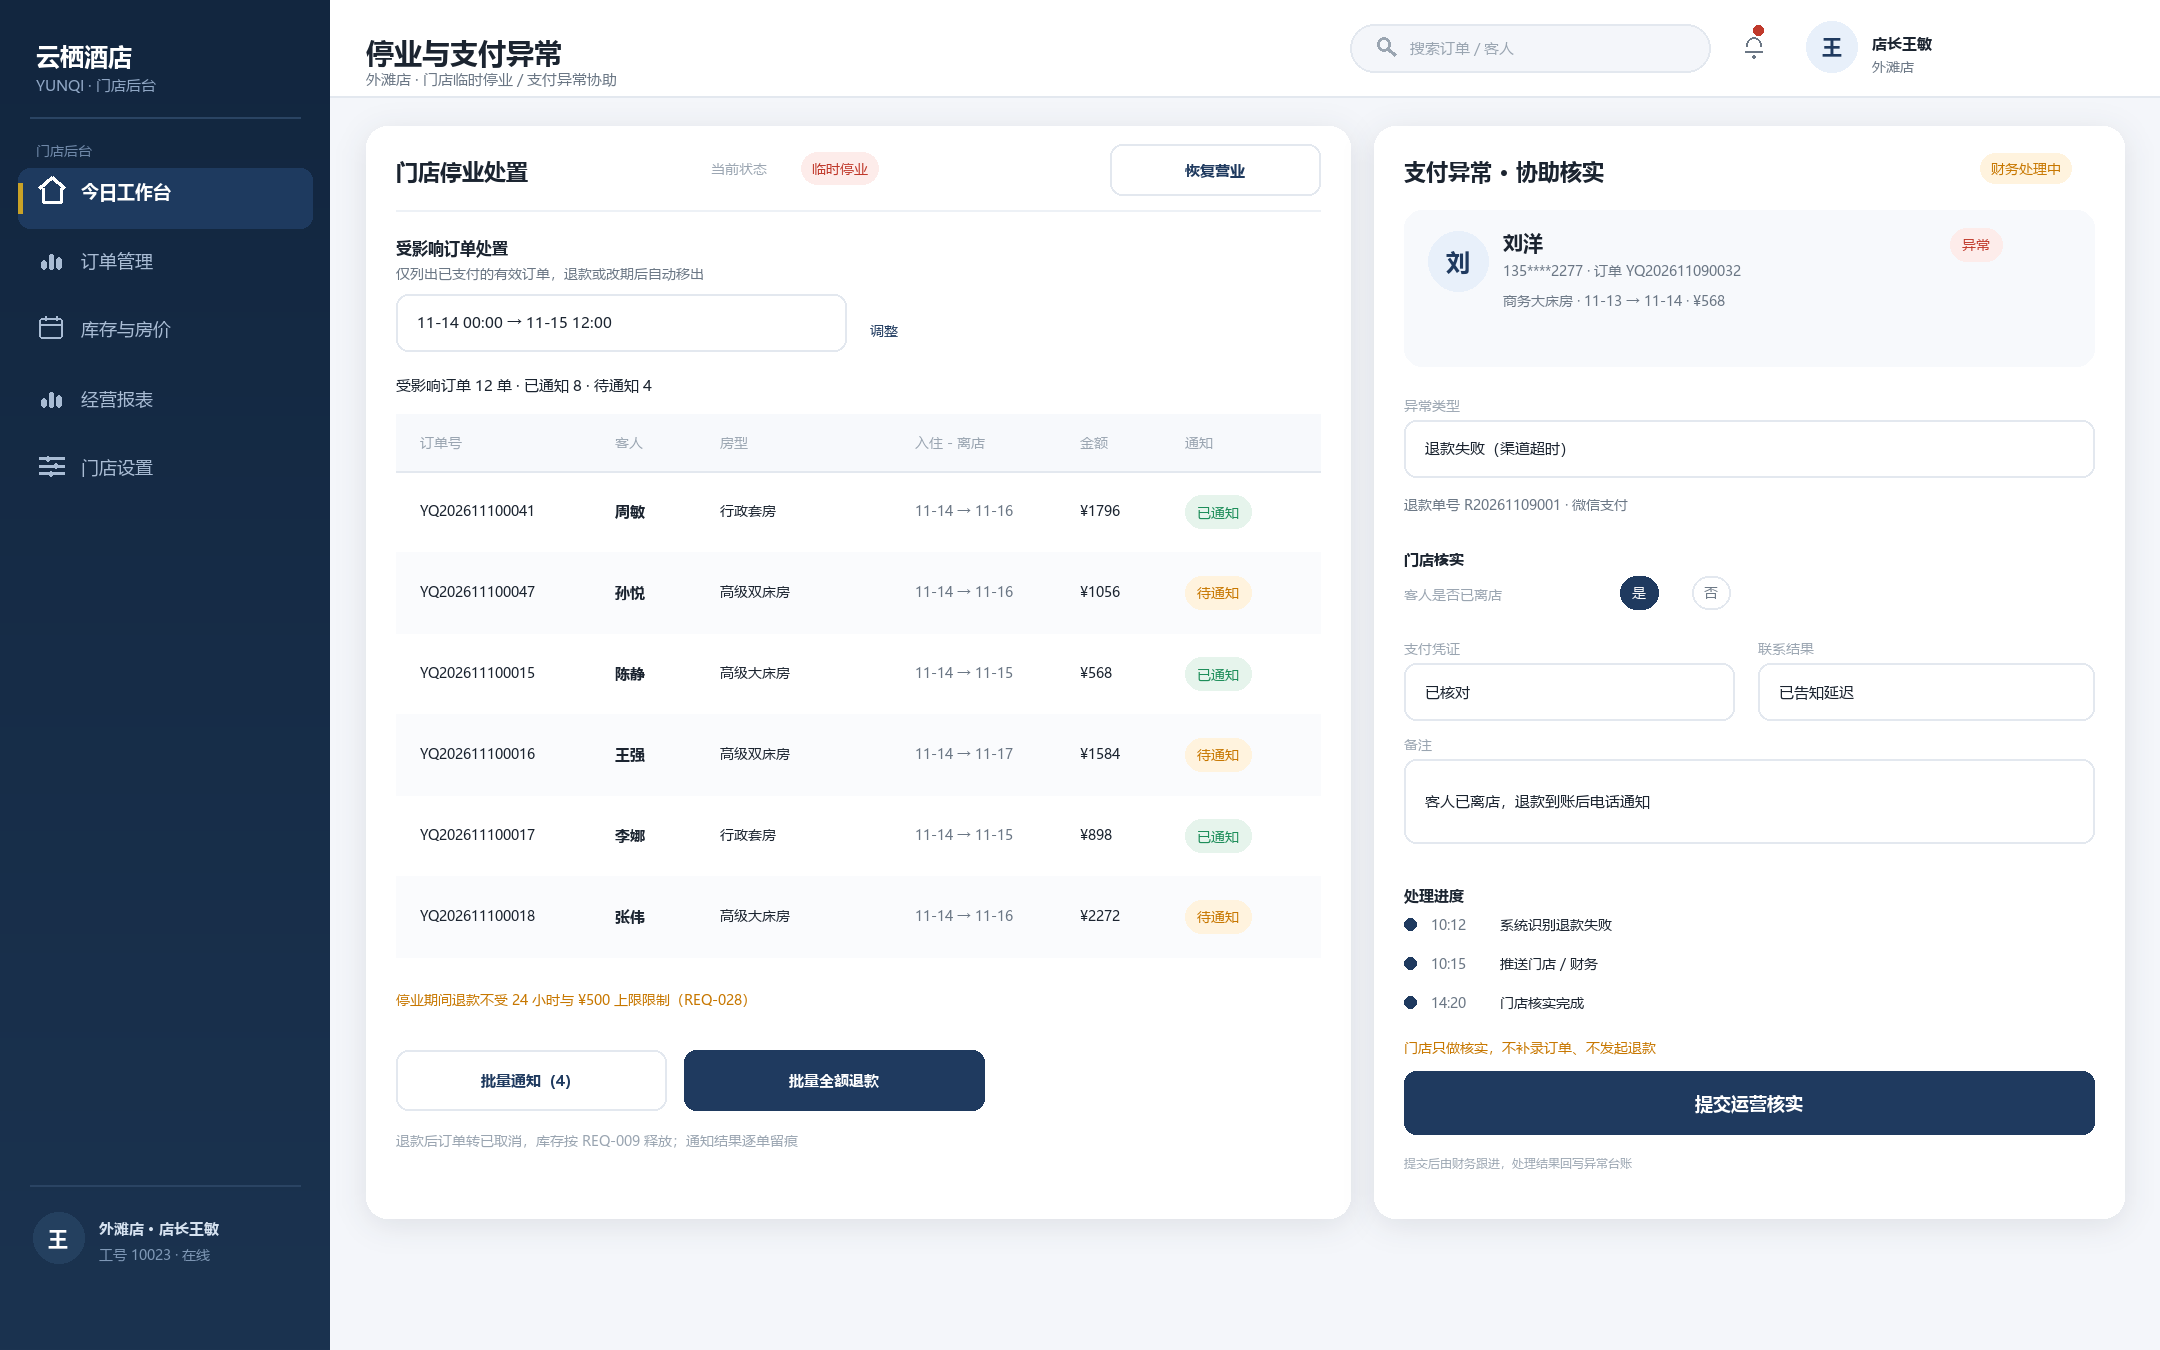 云栖酒店
YUNQI · 门店后台
门店后台
今日工作台
订单管理
库存与房价
经营报表
门店设置
王
外滩店 · 店长王敏
工号 10023 · 在线
停业与支付异常
外滩店 · 门店临时停业 / 支付异常协助
搜索订单 / 客人
王
店长王敏
外滩店
门店停业处置
当前状态
临时停业
恢复营业
受影响订单处置
仅列出已支付的有效订单，退款或改期后自动移出
11-14 00:00 → 11-15 12:00
调整
受影响订单 12 单 · 已通知 8 · 待通知 4
订单号 客人 房型 入住 - 离店 金额 通知
YQ202611100041 周敏 行政套房 11-14 → 11-16 ¥1796 已通知
YQ202611100047 孙悦 高级双床房 11-14 → 11-16 ¥1056 待通知
YQ202611100015 陈静 高级大床房 11-14 → 11-15 ¥568 已通知
YQ202611100016 王强 高级双床房 11-14 → 11-17 ¥1584 待通知
YQ202611100017 李娜 行政套房 11-14 → 11-15 ¥898 已通知
YQ202611100018 张伟 高级大床房 11-14 → 11-16 ¥2272 待通知
停业期间退款不受 24 小时与 ¥500 上限限制（REQ-028）
批量通知（4）
批量全额退款
退款后订单转已取消，库存按 REQ-009 释放；通知结果逐单留痕
支付异常 · 协助核实
财务处理中
刘
刘洋
异常
135****2277 · 订单 YQ202611090032
商务大床房 · 11-13 → 11-14 · ¥568
异常类型
退款失败（渠道超时）
退款单号 R20261109001 · 微信支付
门店核实
客人是否已离店
是
否
支付凭证
联系结果
已核对
已告知延迟
备注
客人已离店，退款到账后电话通知
处理进度
10:12 系统识别退款失败
10:15 推送门店 / 财务
14:20 门店核实完成
门店只做核实，不补录订单、不发起退款
提交运营核实
提交后由财务跟进，处理结果回写异常台账